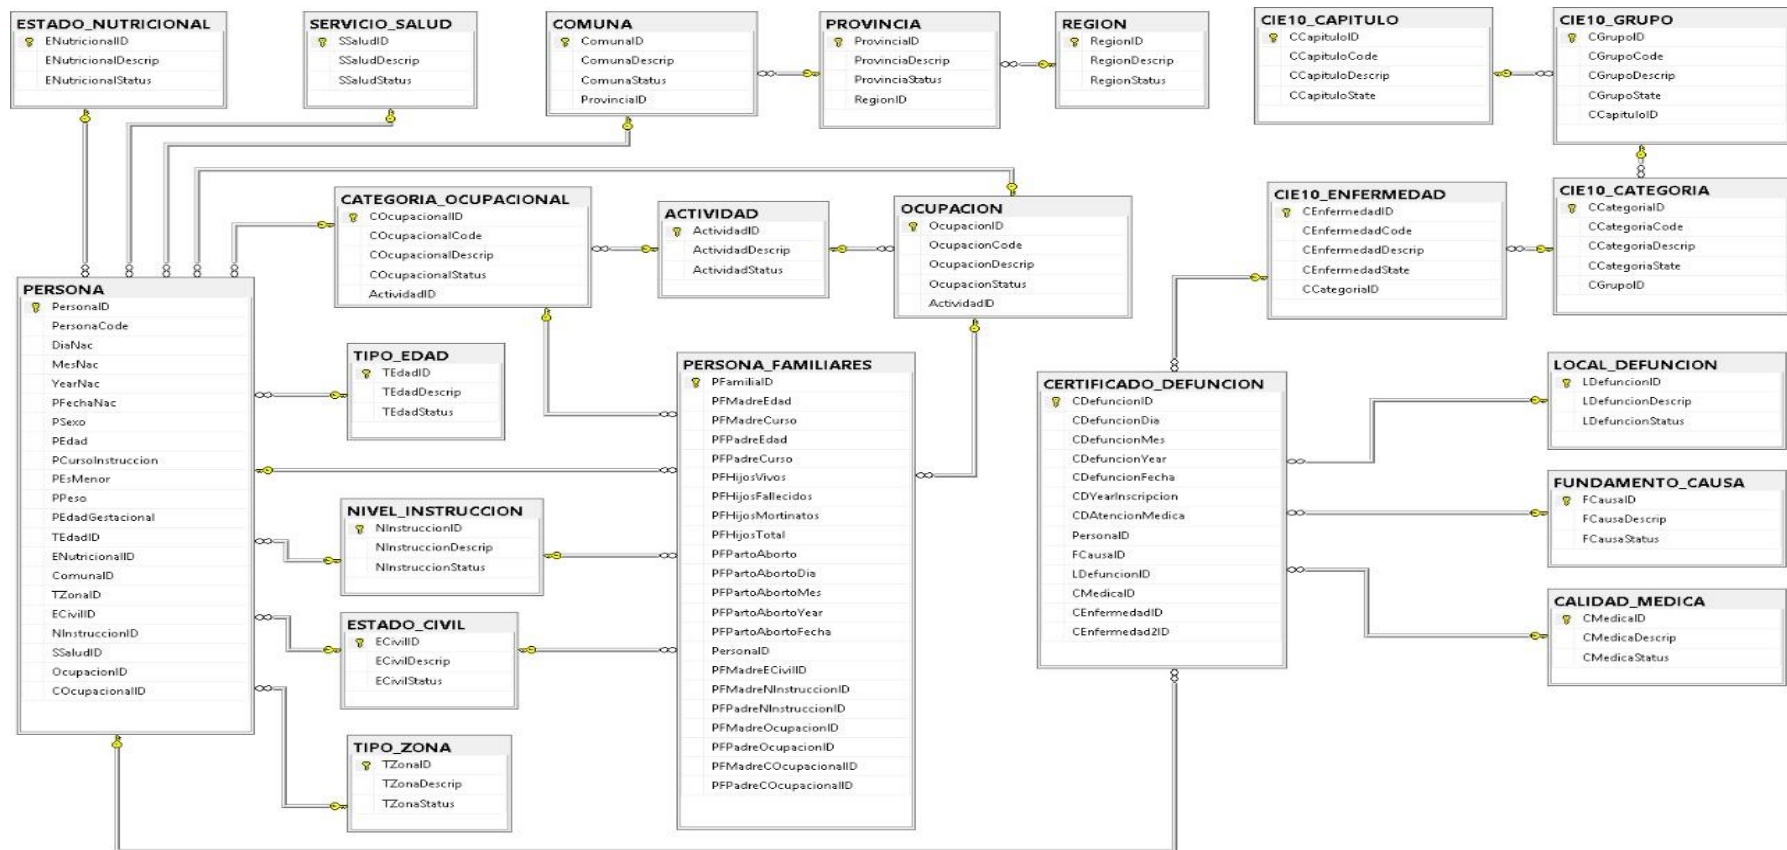 ESTADO_NUTRICIONAL
ENutricionalID
ENutricionalDescrip
ENutricionalStatus
SERVICIO_SALUD
SSaludID
SSaludDescrip
SSaludStatus
COMUNA
ComunaID
ComunaDescrip
ComunaStatus
ProvinciaID
PROVINCIA
ProvinciaID
ProvinciaDescrip
ProvinciaStatus
RegionID
REGION
RegionID
RegionDescrip
RegionStatus
CIE10_CAPITULO
CCapituloID
CCapituloCode
CCapituloDescrip
CCapituloState
CIE10_GRUPO
CGrupoID
CGrupoCode
CGrupoDescrip
CGrupoState
CCapituloID
CATEGORIA_OCUPACIONAL
COcupacionalID
COcupacionalCode
COcupacionalDescrip
COcupacionalStatus
ActividadID
ACTIVIDAD
ActividadID
ActividadDescrip
ActividadStatus
OCUPACION
OcupacionID
OcupacionCode
OcupacionDescrip
OcupacionStatus
ActividadID
CIE10_ENFERMEDAD
CEnfermedadID
CEnfermedadCode
CEnfermedadDescrip
CEnfermedadState
CCategoriaID
CIE10_CATEGORIA
CCategoriaID
CCategoriaCode
CCategoriaDescrip
CCategoriaState
CGrupoID
PERSONA
PersonaID
PersonaCode
DiaNac
MesNac
YearNac
PFechaNac
PSexo
PEdad
PCursoInstruccion
PEsMenor
PPeso
PEdadGestacional
TEdadID
ENutricionalID
ComunaID
TZonaID
ECivilID
NInstruccionID
SSaludID
OcupacionID
COcupacionalID
TIPO_EDAD
TEdadID
TEdadDescrip
TEdadStatus
NIVEL_INSTRUCCION
NInstruccionID
NInstruccionDescrip
NInstruccionStatus
ESTADO_CIVIL
ECivilID
ECivilDescrip
ECivilStatus
TIPO_ZONA
TZonaID
TZonaDescrip
TZonaStatus
PERSONA_FAMILIARES
PFamiliaID
PFMadreEdad
PFMadreCurso
PFPadreEdad
PFPadreCurso
PFHijosVivos
PFHijosFallecidos
PFHijosMortinatos
PFHijosTotal
PFPartoAborto
PFPartoAbortoDia
PFPartoAbortoMes
PFPartoAbortoYear
PFPartoAbortoFecha
PersonaID
PFMadreECivilID
PFMadreNInstruccionID
PFPadreNInstruccionID
PFMadreOcupacionID
PFPadreOcupacionID
PFMadreCOcupacionalID
PFPadreCOcupacionalID
CERTIFICADO_DEFUNCION
CDefuncionID
CDefuncionDia
CDefuncionMes
CDefuncionYear
CDefuncionFecha
CDYearInscripcion
CDAtencionMedica
PersonaID
FCausaID
LDefuncionID
CMedicaID
CEnfermedadID
CEnfermedad2ID
LOCAL_DEFUNCION
LDefuncionID
LDefuncionDescrip
LDefuncionStatus
FUNDAMENTO_CAUSA
FCausaID
FCausaDescrip
FCausaStatus
CALIDAD_MEDICA
CMedicaID
CMedicaDescrip
CMedicaStatus